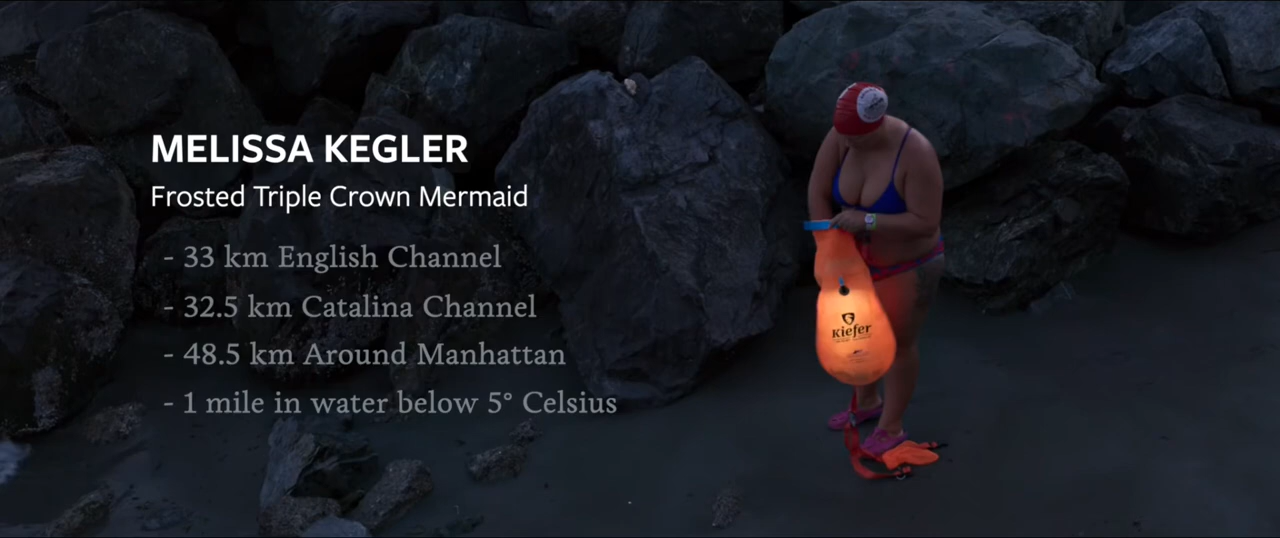 MELISSA KEGLER
Frosted Triple Crown Mermaid
- 33 km English Channel
- 32.5 km Catalina Channel
- 48.5 km Around Manhattan
- 1 mile in water below 5° Celsius
Kiefer